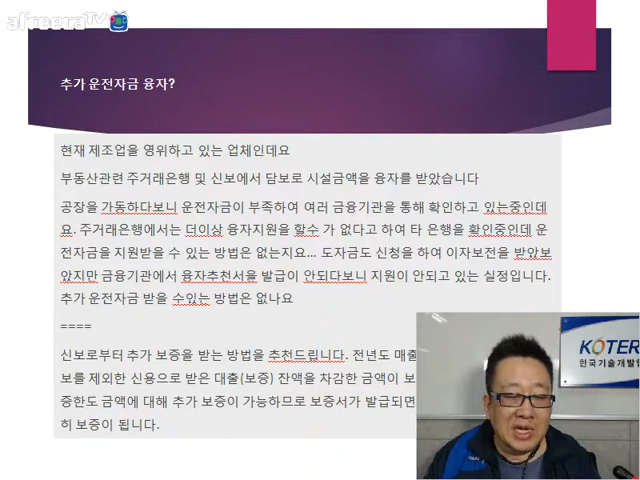 afreecaTV
추가 운전자금 융자?
현재 제조업을 영위하고 있는 업체인데요
부동산관련 주거래은행 및 신보에서 담보로 시설금액을 융자를 받았습니다
공장을 가동하다보니 운전자금이 부족하여 여러 금융기관을 통해 확인하고 있는중인데
요. 주거래은행에서는 더이상 융자지원을 할수 가 없다고 하여 타 은행을 확인중인데 운
전자금을 지원받을 수 있는 방법은 없는지요... 도자금도 신청을 하여 이자보전을 받았보
았지만 금융기관에서 융자추천서을 발급이 안되다보니 지원이 안되고 있는 실정입니다.
추가 운전자금 받을 수있는 방법은 없나요
====
신보로부터 추가 보증을 받는 방법을 추천드립니다. 전년도 매출
보를 제외한 신용으로 받은 대출(보증) 잔액을 차감한 금액이 보
증한도 금액에 대해 추가 보증이 가능하므로 보증서가 발급되면
히 보증이 됩니다.
KOTER
한국기술개발